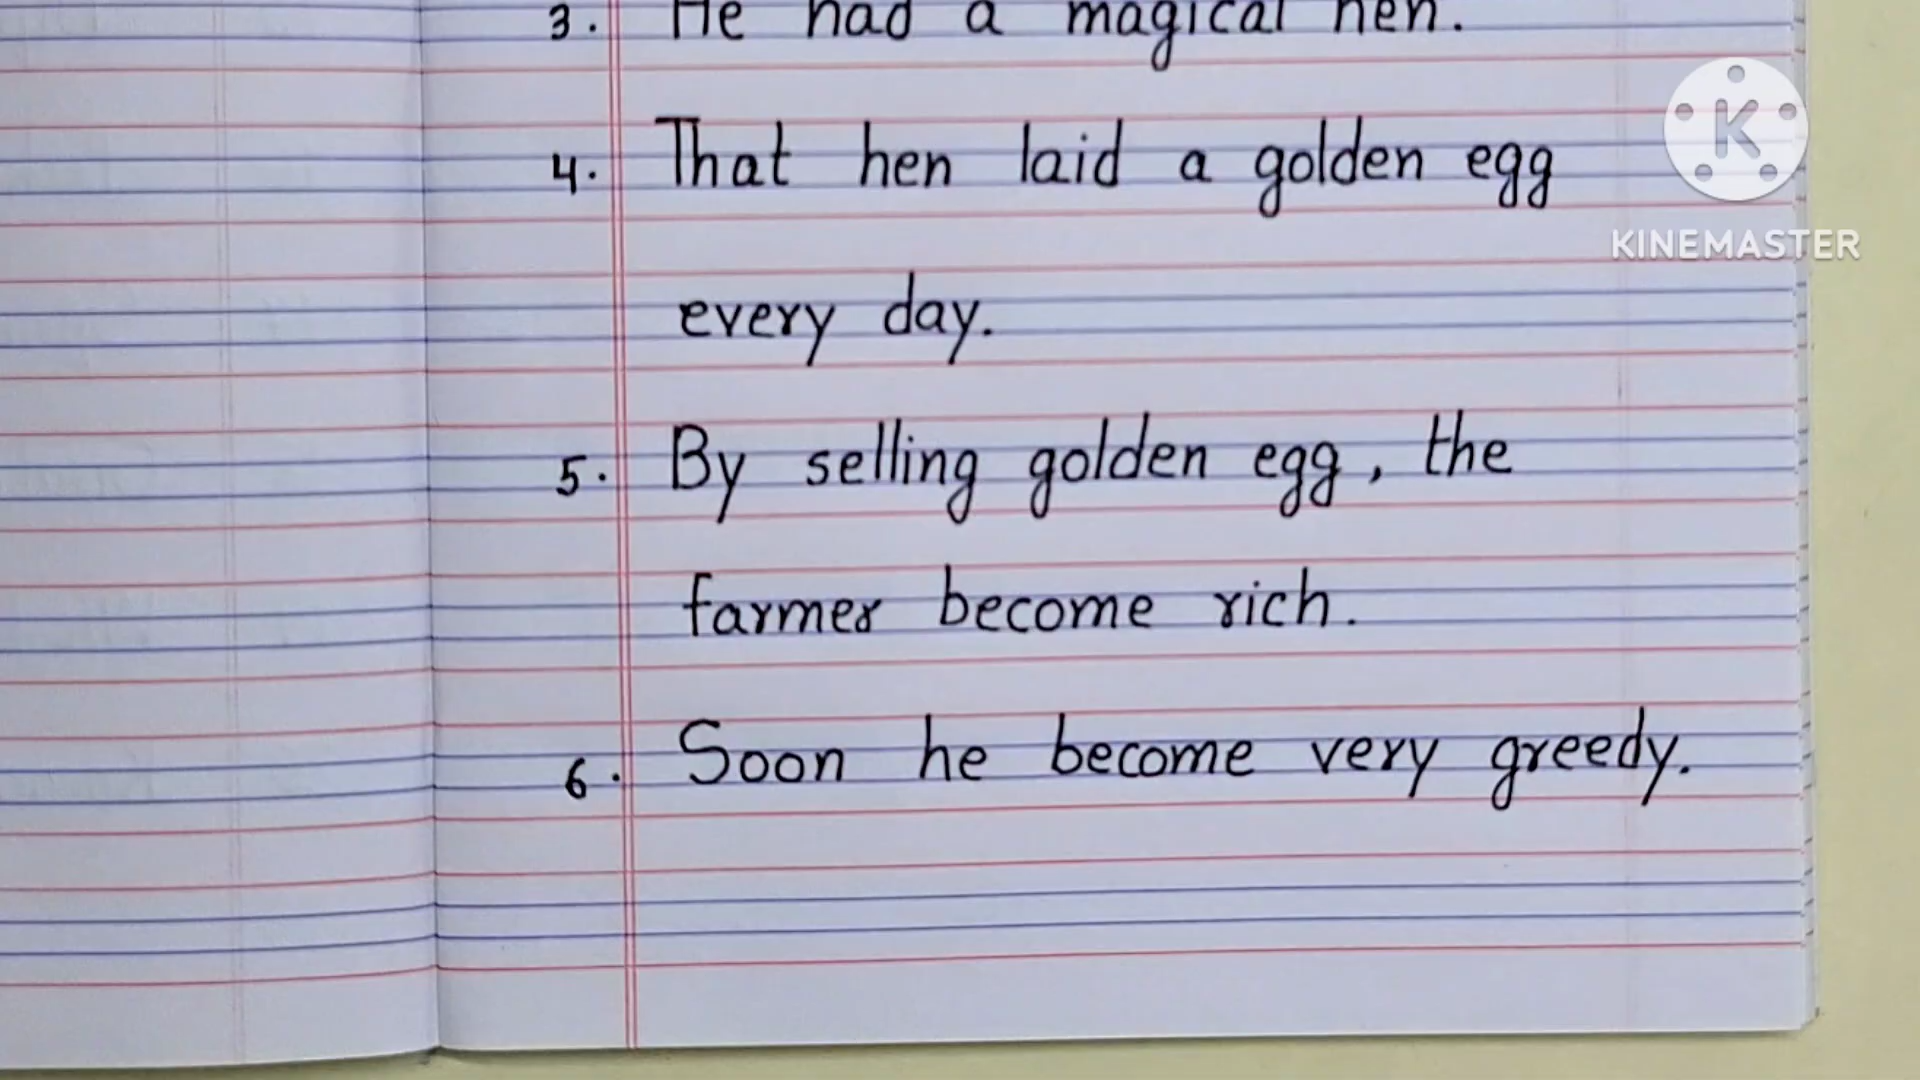 3. He had a magical hen.
4. That hen laid a golden egg
every day.
5. By selling golden egg, the
farmer become rich.
6. Soon he become very greedy.
K
KINEMASTER